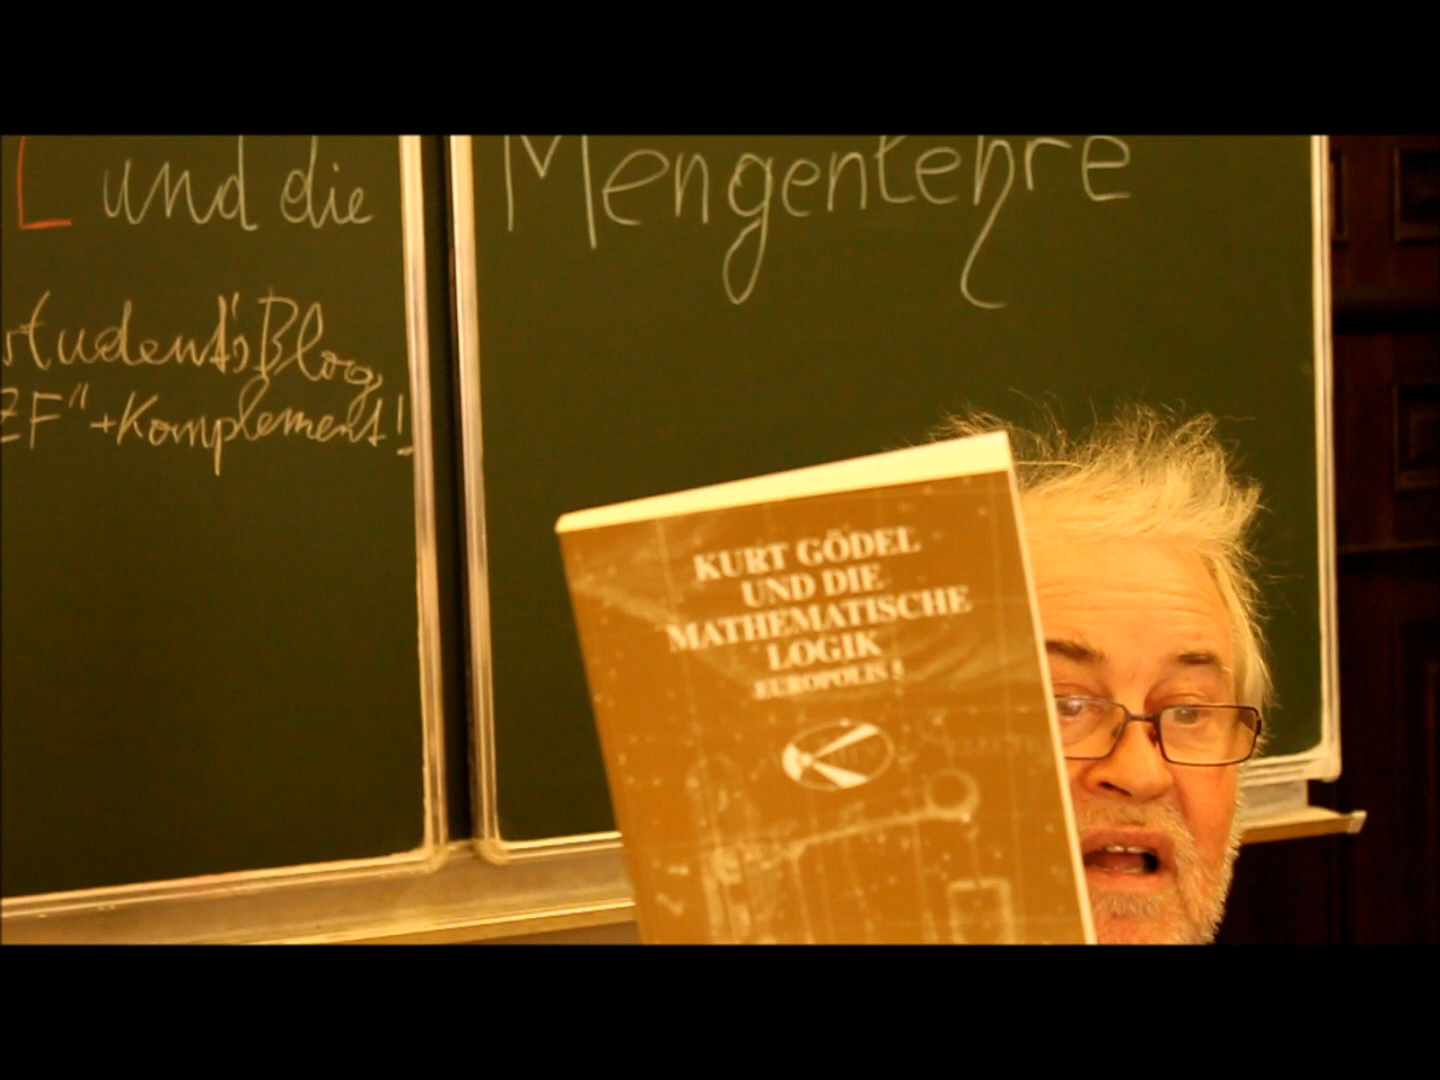 L und die
Mengenlehre
student's Blog,
ZF" + Komplement!
KURT GÖDEL
UND DIE
MATHEMATISCHE
LOGIK
EUROPOLIS 5